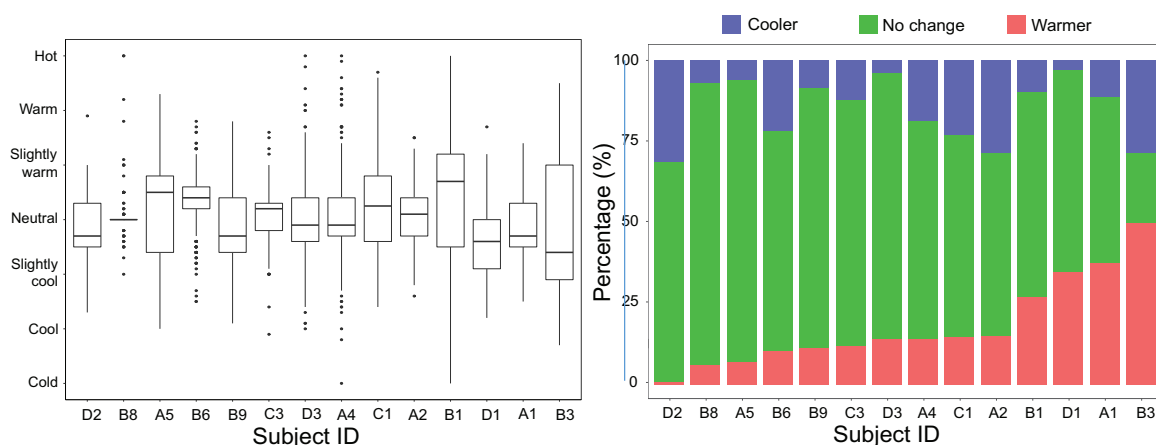 Hot
Warm
Slightly
warm
Neutral
Slightly
cool
Cool
Cold
D2 B8 A5 B6 B9 C3 D3 A4 C1 A2 B1 D1 A1 B3
Subject ID
Cooler No change Warmer
Percentage (%)
100
75
50
25
0
D2 B8 A5 B6 B9 C3 D3 A4 C1 A2 B1 D1 A1 B3
Subject ID